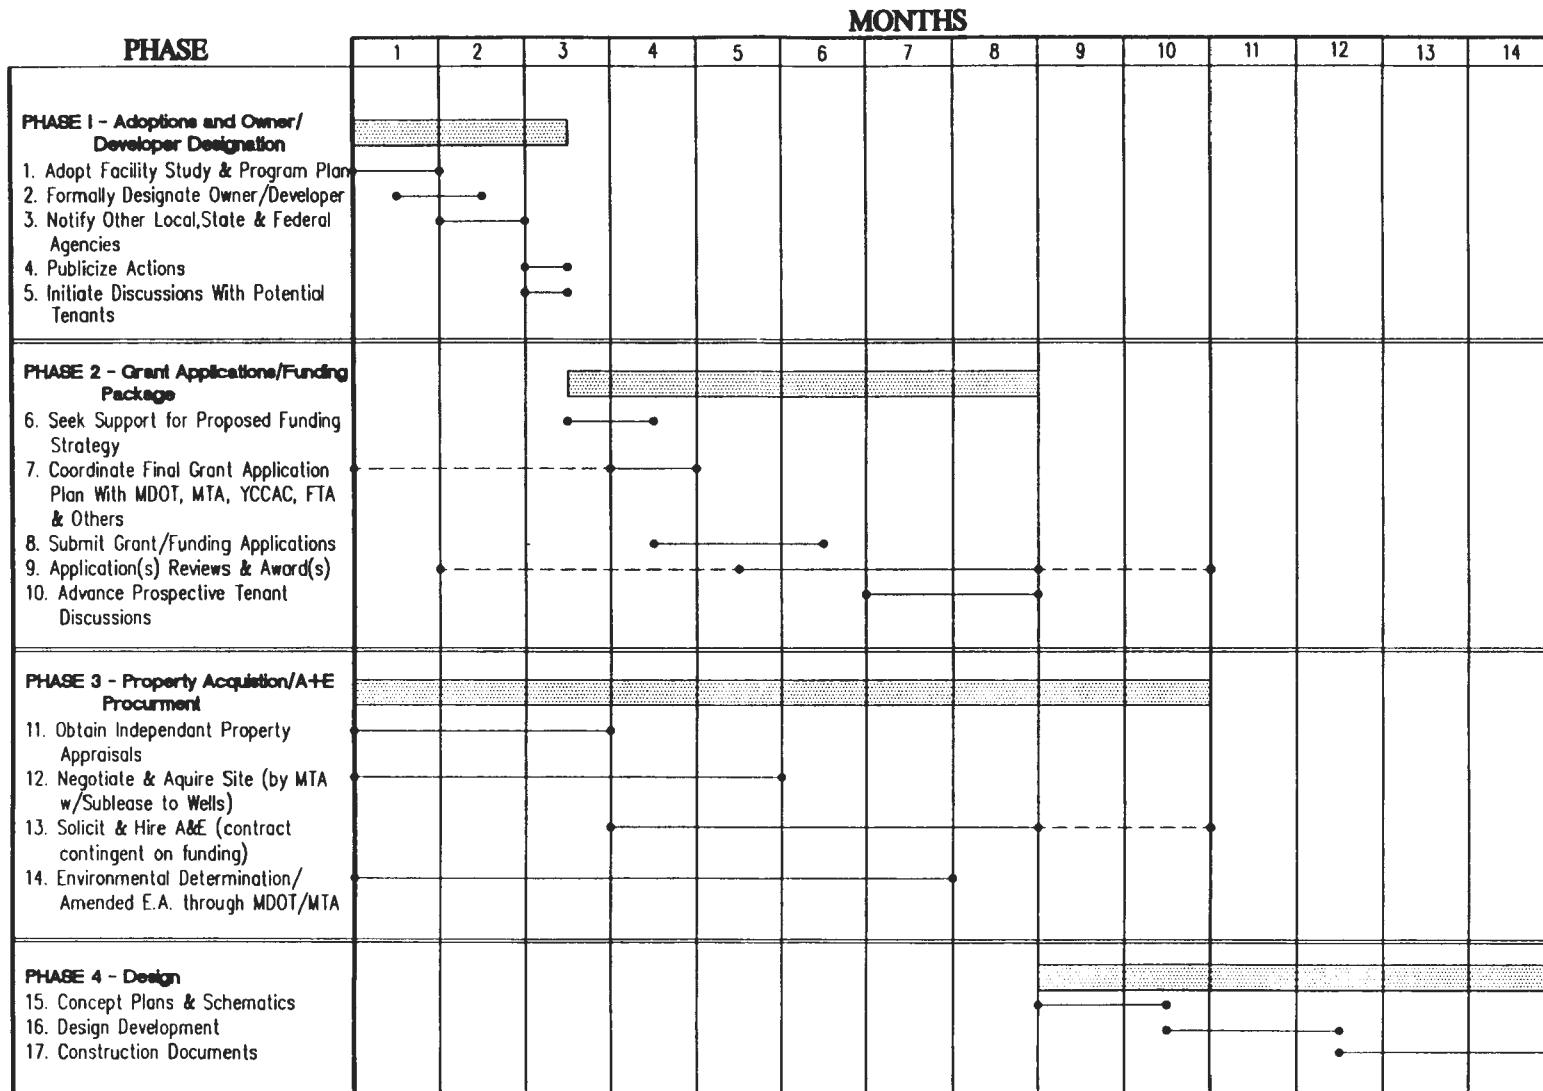 MONTHS
PHASE 1 2 3 4 5 6 7 8 9 10 11 12 13 14
PHASE 1 - Adoptions and Owner/
Developer Designation
1. Adopt Facility Study & Program Plan
2. Formally Designate Owner/Developer
3. Notify Other Local,State & Federal
Agencies
4. Publicize Actions
5. Initiate Discussions With Potential
Tenants
PHASE 2 - Grant Applications/Funding
Package
6. Seek Support for Proposed Funding
Strategy
7. Coordinate Final Grant Application
Plan With MDOT, MTA, YCCAC, FTA
& Others
8. Submit Grant/Funding Applications
9. Application(s) Reviews & Award(s)
10. Advance Prospective Tenant
Discussions
PHASE 3 - Property Acquistion/A+E
Procurment
11. Obtain Independant Property
Appraisals
12. Negotiate & Aquire Site (by MTA
w/Sublease to Wells)
13. Solicit & Hire A&E (contract
contingent on funding)
14. Environmental Determination/
Amended E.A. through MDOT/MTA
PHASE 4 - Design
15. Concept Plans & Schematics
16. Design Development
17. Construction Documents